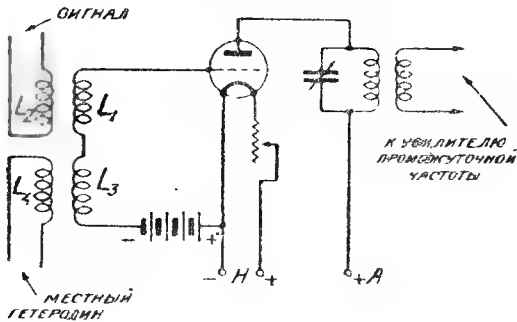 СИГНАЛ
L₂
L₁
К УСИЛИТЕЛЮ
ПРОМЕЖУТОЧНОЙ
ЧАСТОТЫ
L₄
L₃
- +
- Н +
+А
МЕСТНЫЙ
ГЕТЕРОДИН